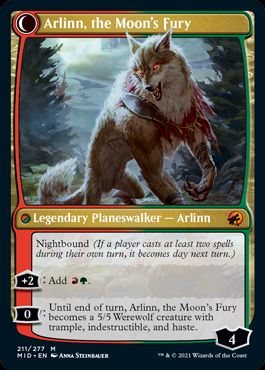 Arlinn, the Moon's Fury
Legendary Planeswalker — Arlinn
Nightbound (If a player casts at least two spells
during their own turn, it becomes day next turn.)
+2 : Add
0 : Until end of turn, Arlinn, the Moon's Fury
becomes a 5/5 Werewolf creature with
trample, indestructible, and haste.
4
211/277 M
MID • EN ANNA STEINBAUER
™ & © 2021 Wizards of the Coast